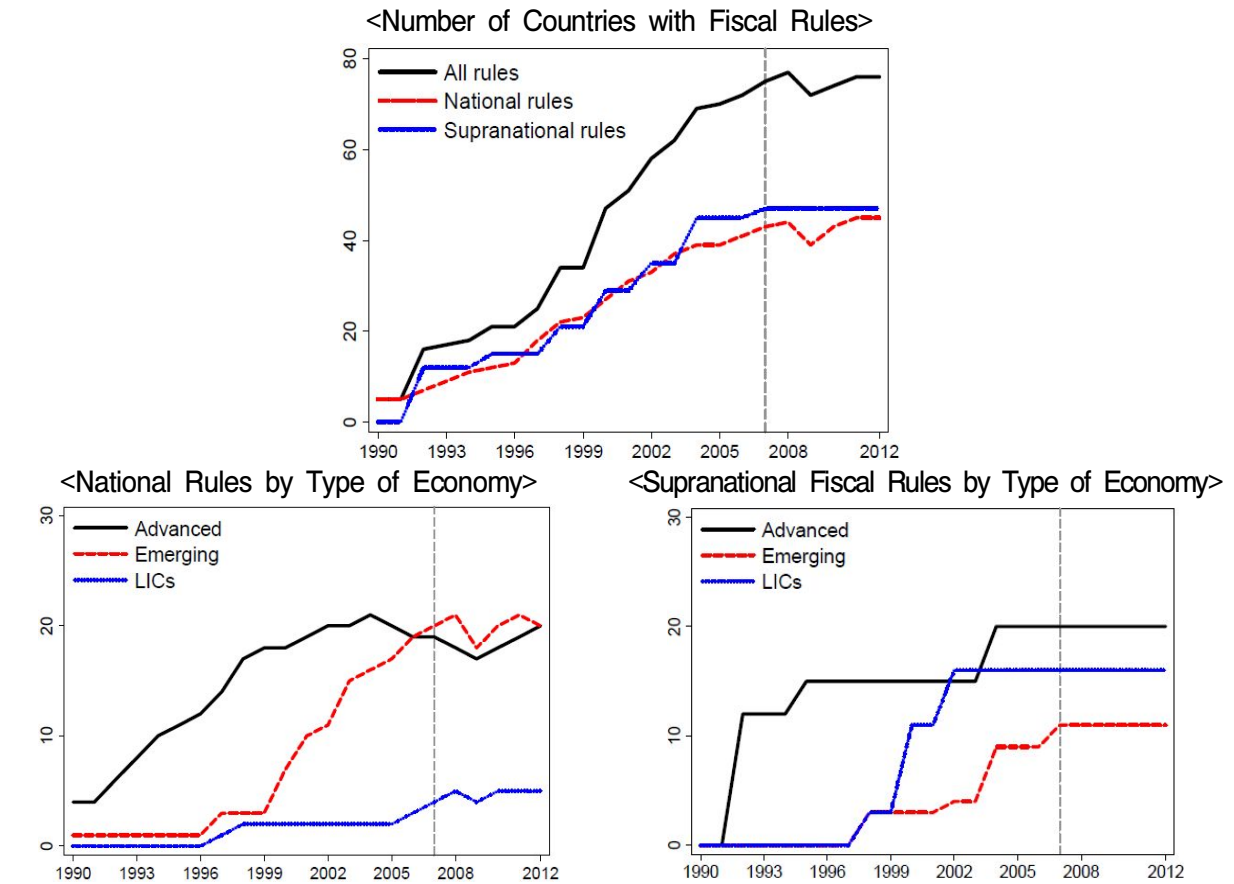 <Number of Countries with Fiscal Rules>
80
60
40
20
0
All rules
National rules
Supranational rules
1990 1993 1996 1999 2002 2005 2008 2012
<National Rules by Type of Economy>
30
20
10
0
Advanced
Emerging
LICs
1990 1993 1996 1999 2002 2005 2008 2012
<Supranational Fiscal Rules by Type of Economy>
30
20
10
0
Advanced
Emerging
LICs
1990 1993 1996 1999 2002 2005 2008 2012